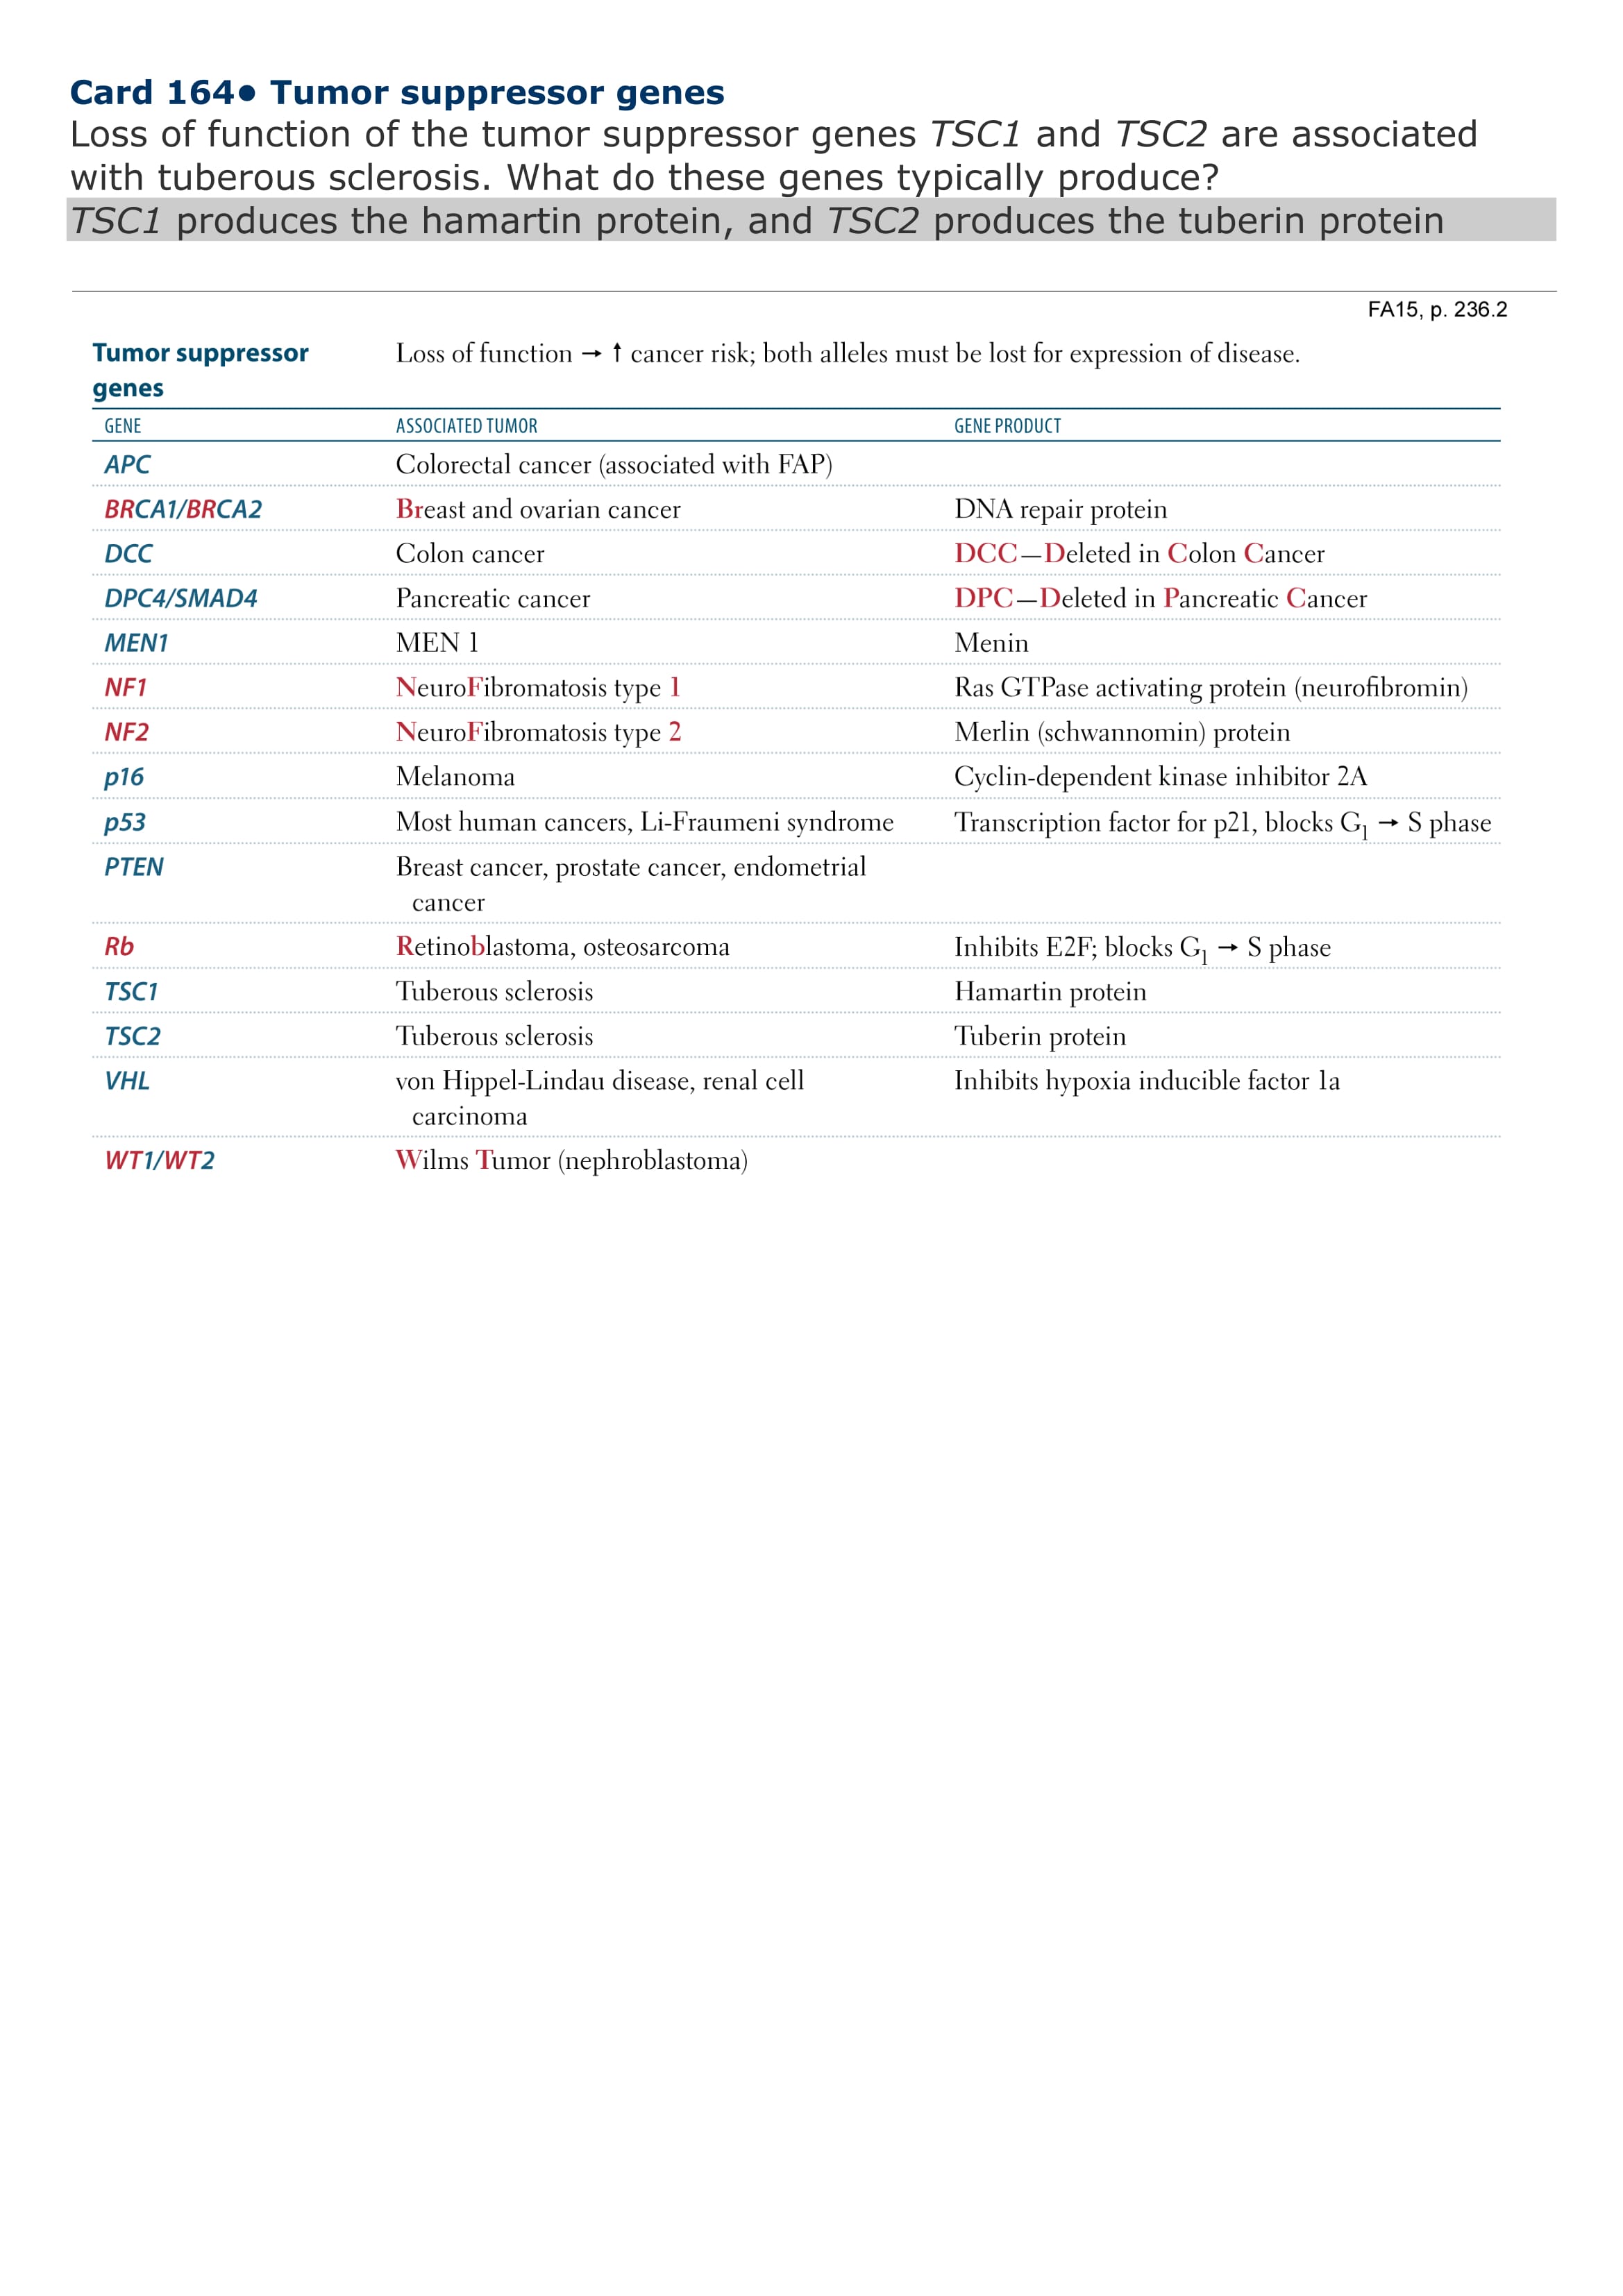 Card 164• Tumor suppressor genes
Loss of function of the tumor suppressor genes TSC1 and TSC2 are associated
with tuberous sclerosis. What do these genes typically produce?
TSC1 produces the hamartin protein, and TSC2 produces the tuberin protein
FA15, p. 236.2
Tumor suppressor genes Loss of function → ↑ cancer risk; both alleles must be lost for expression of disease.
GENE ASSOCIATED TUMOR GENE PRODUCT
APC Colorectal cancer (associated with FAP)
BRCA1/BRCA2 Breast and ovarian cancer DNA repair protein
DCC Colon cancer DCC—Deleted in Colon Cancer
DPC4/SMAD4 Pancreatic cancer DPC—Deleted in Pancreatic Cancer
MEN1 MEN 1 Menin
NF1 NeuroFibromatosis type 1 Ras GTPase activating protein (neurofibromin)
NF2 NeuroFibromatosis type 2 Merlin (schwannomin) protein
p16 Melanoma Cyclin-dependent kinase inhibitor 2A
p53 Most human cancers, Li-Fraumeni syndrome Transcription factor for p21, blocks G1 → S phase
PTEN Breast cancer, prostate cancer, endometrial
cancer
Rb Retinoblastoma, osteosarcoma Inhibits E2F; blocks G1 → S phase
TSC1 Tuberous sclerosis Hamartin protein
TSC2 Tuberous sclerosis Tuberin protein
VHL von Hippel-Lindau disease, renal cell Inhibits hypoxia inducible factor 1a
carcinoma
WT1/WT2 Wilms Tumor (nephroblastoma)